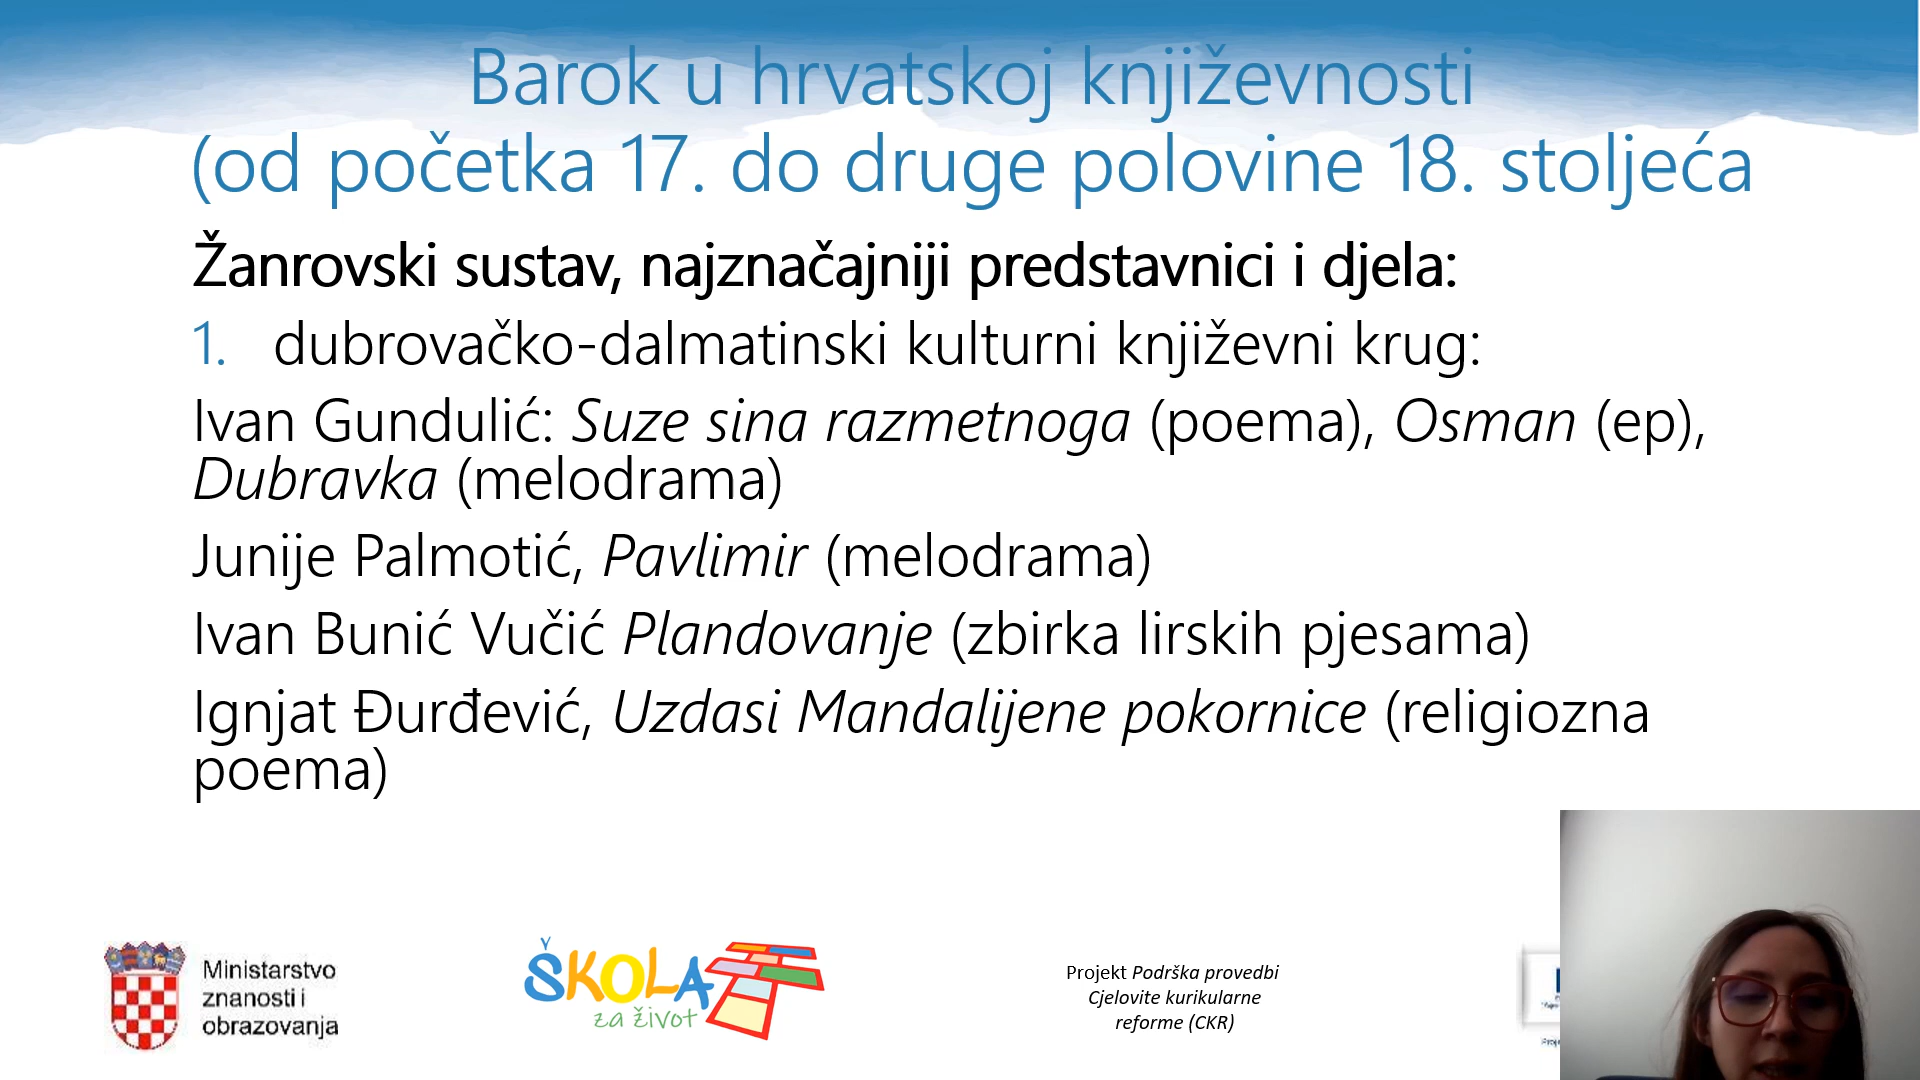 Barok u hrvatskoj književnosti
(od početka 17. do druge polovine 18. stoljeća
Žanrovski sustav, najznačajniji predstavnici i djela:
1. dubrovačko-dalmatinski kulturni književni krug:
Ivan Gundulić: Suze sina razmetnoga (poema), Osman (ep),
Dubravka (melodrama)
Junije Palmotić, Pavlimir (melodrama)
Ivan Bunić Vučić Plandovanje (zbirka lirskih pjesama)
Ignjat Đurđević, Uzdasi Mandalijene pokornice (religiozna
poema)
Ministarstvo
znanosti i
obrazovanja
ŠKOLA
za život
Projekt Podrška provedbi
Cjelovite kurikularne
reforme (CKR)